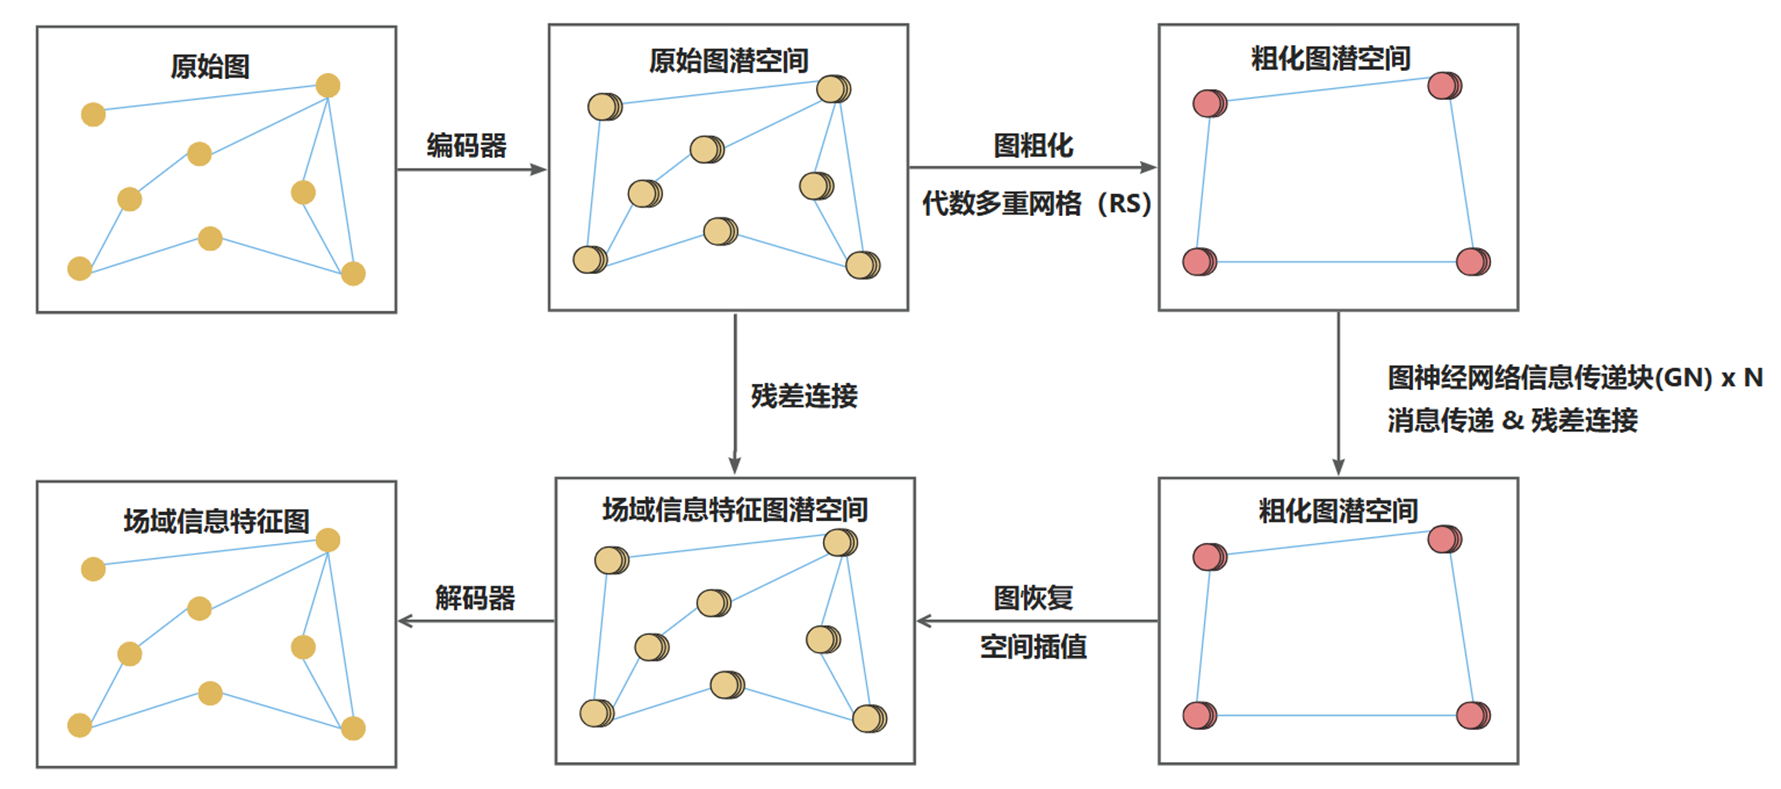 原始图
编码器
原始图潜空间
图粗化
代数多重网格（RS）
粗化图潜空间
残差连接
图神经网络信息传递块(GN) x N
消息传递 & 残差连接
场域信息特征图
解码器
场域信息特征图潜空间
图恢复
空间插值
粗化图潜空间